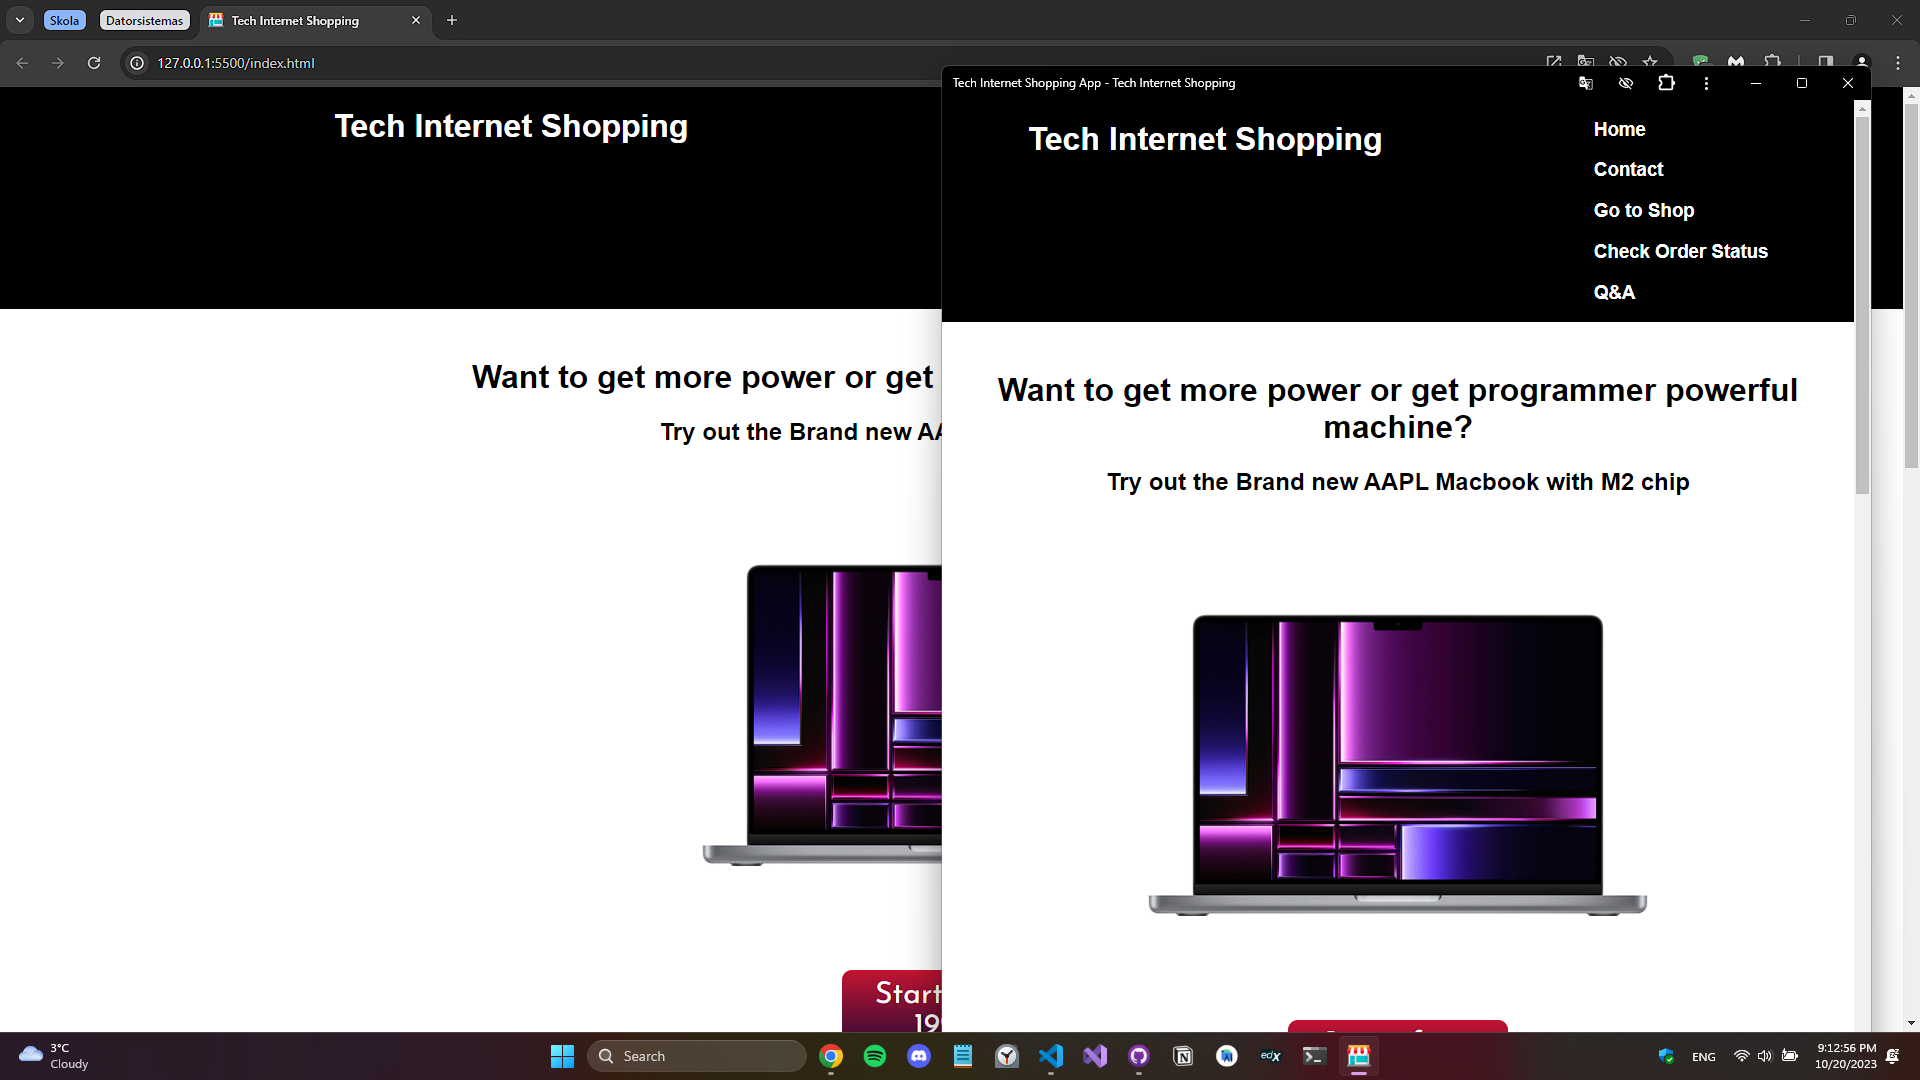 Skola
Datorsistemas
Tech Internet Shopping
127.0.0.1:5500/index.html
Tech Internet Shopping
Want to get more power or get
Try out the Brand new AA
Start
19
Tech Internet Shopping App - Tech Internet Shopping
Tech Internet Shopping
Home
Contact
Go to Shop
Check Order Status
Q&A
Want to get more power or get programmer powerful
machine?
Try out the Brand new AAPL Macbook with M2 chip
3°C
Cloudy
Search
edX
ENG
9:12:56 PM
10/20/2023